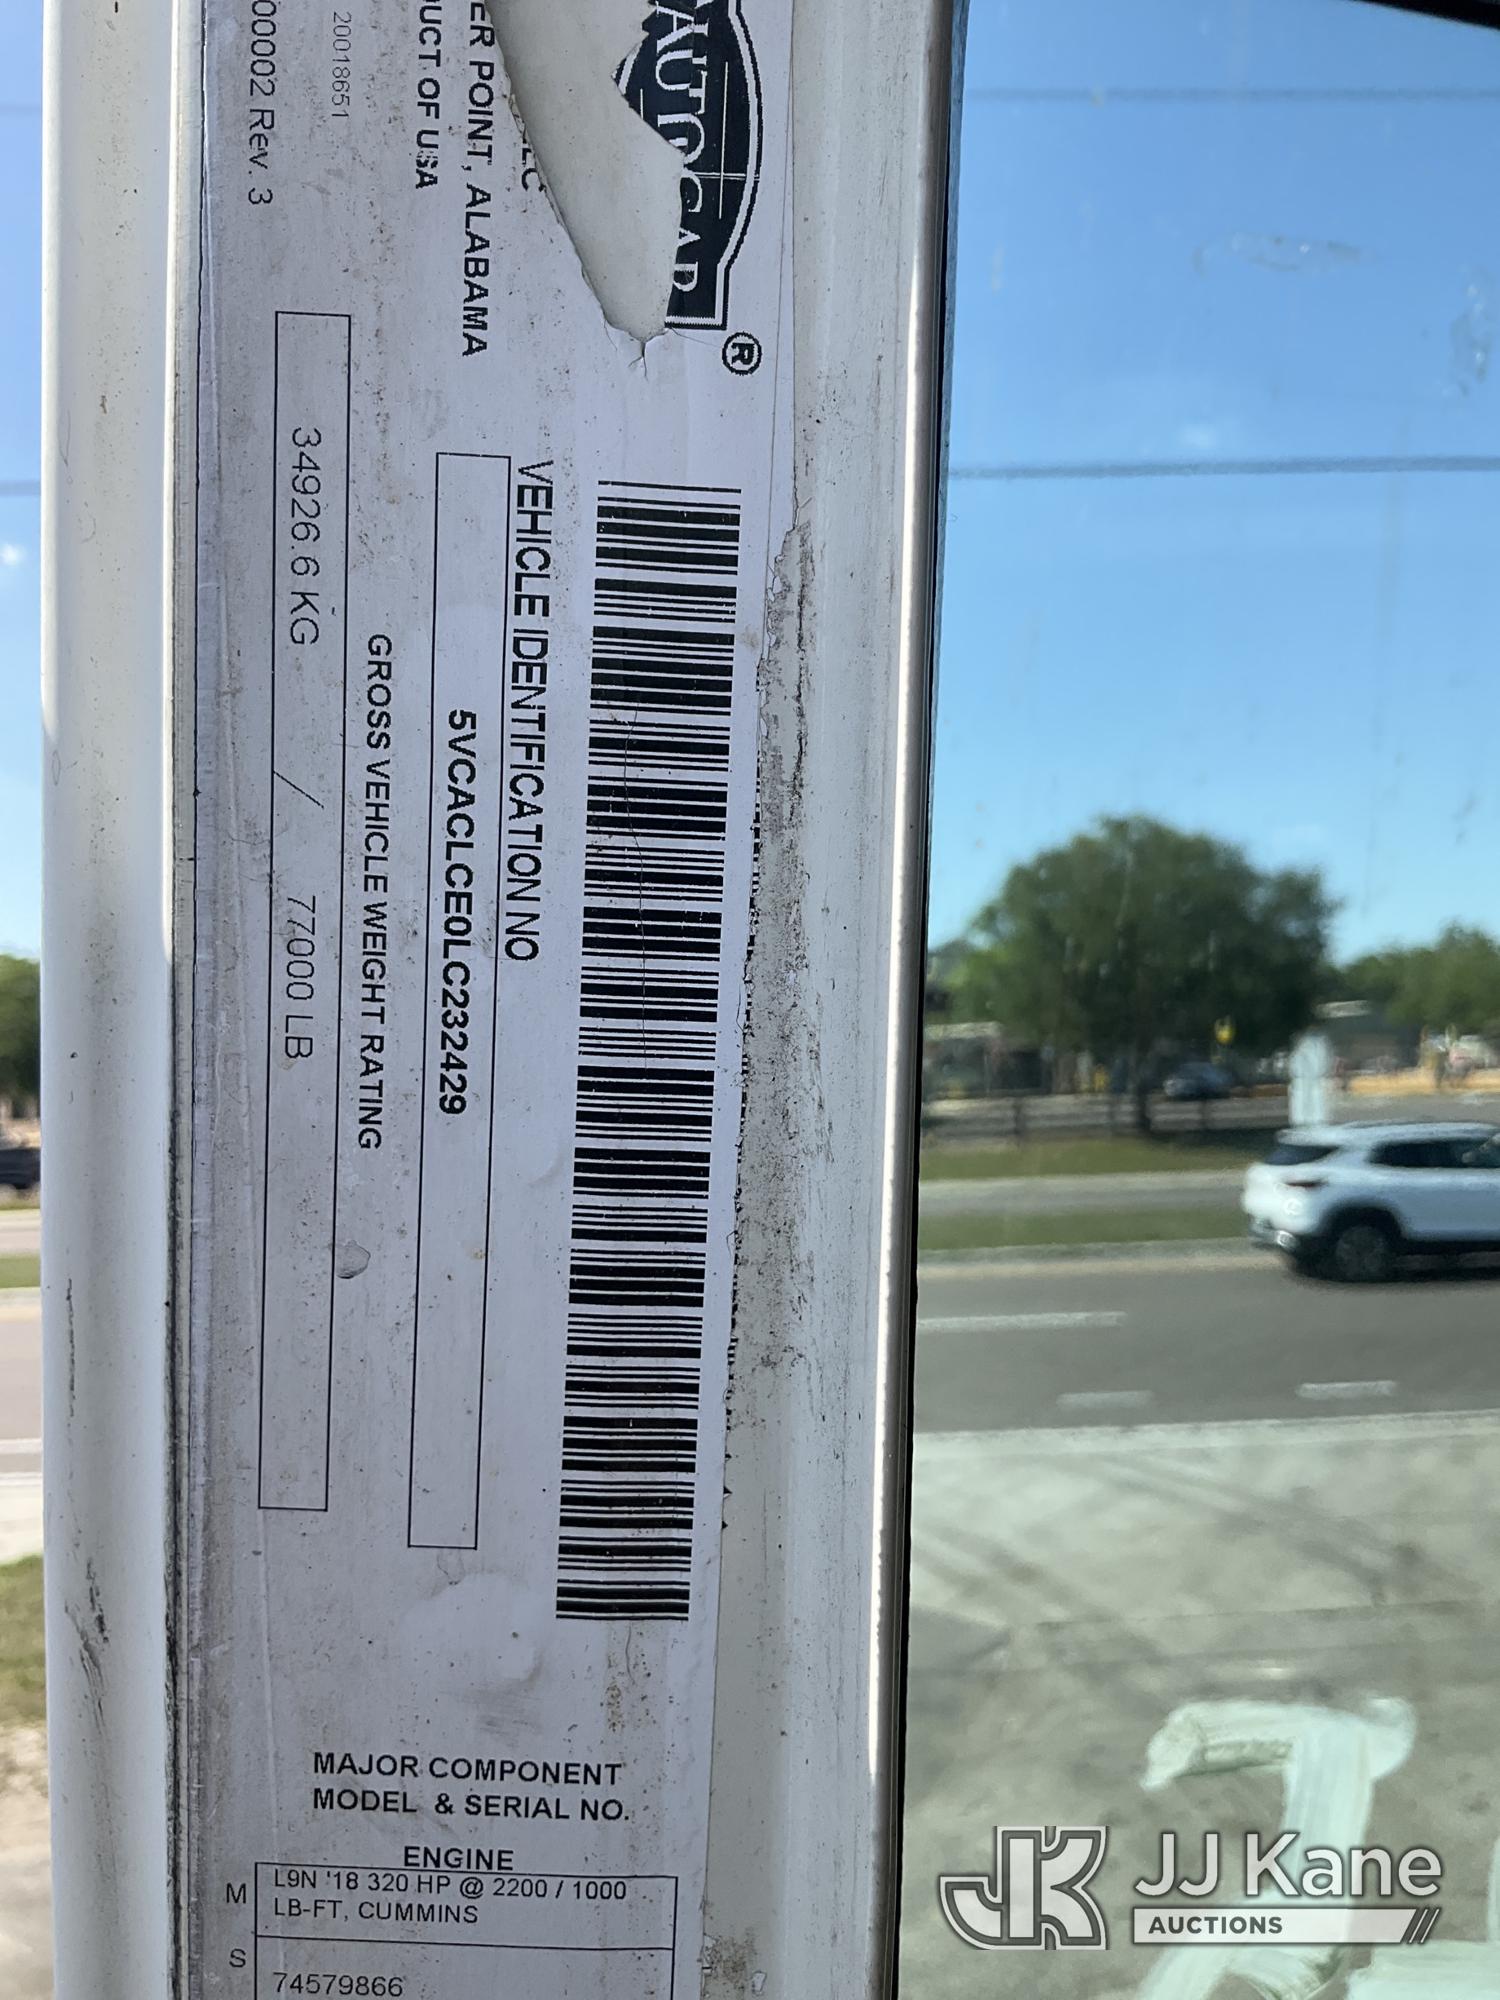 AUTOCAR®
ER POINT, ALABAMA
UCT OF USA
20018651
00002 Rev. 3
VEHICLE IDENTIFICATION NO
5VCACLCE0LC232429
GROSS VEHICLE WEIGHT RATING
34926.6 KG / 77000 LB
MAJOR COMPONENT
MODEL & SERIAL NO.
ENGINE
M L9N '18 320 HP @ 2200 / 1000
LB-FT, CUMMINS
S 74579866
JK JJ Kane
AUCTIONS